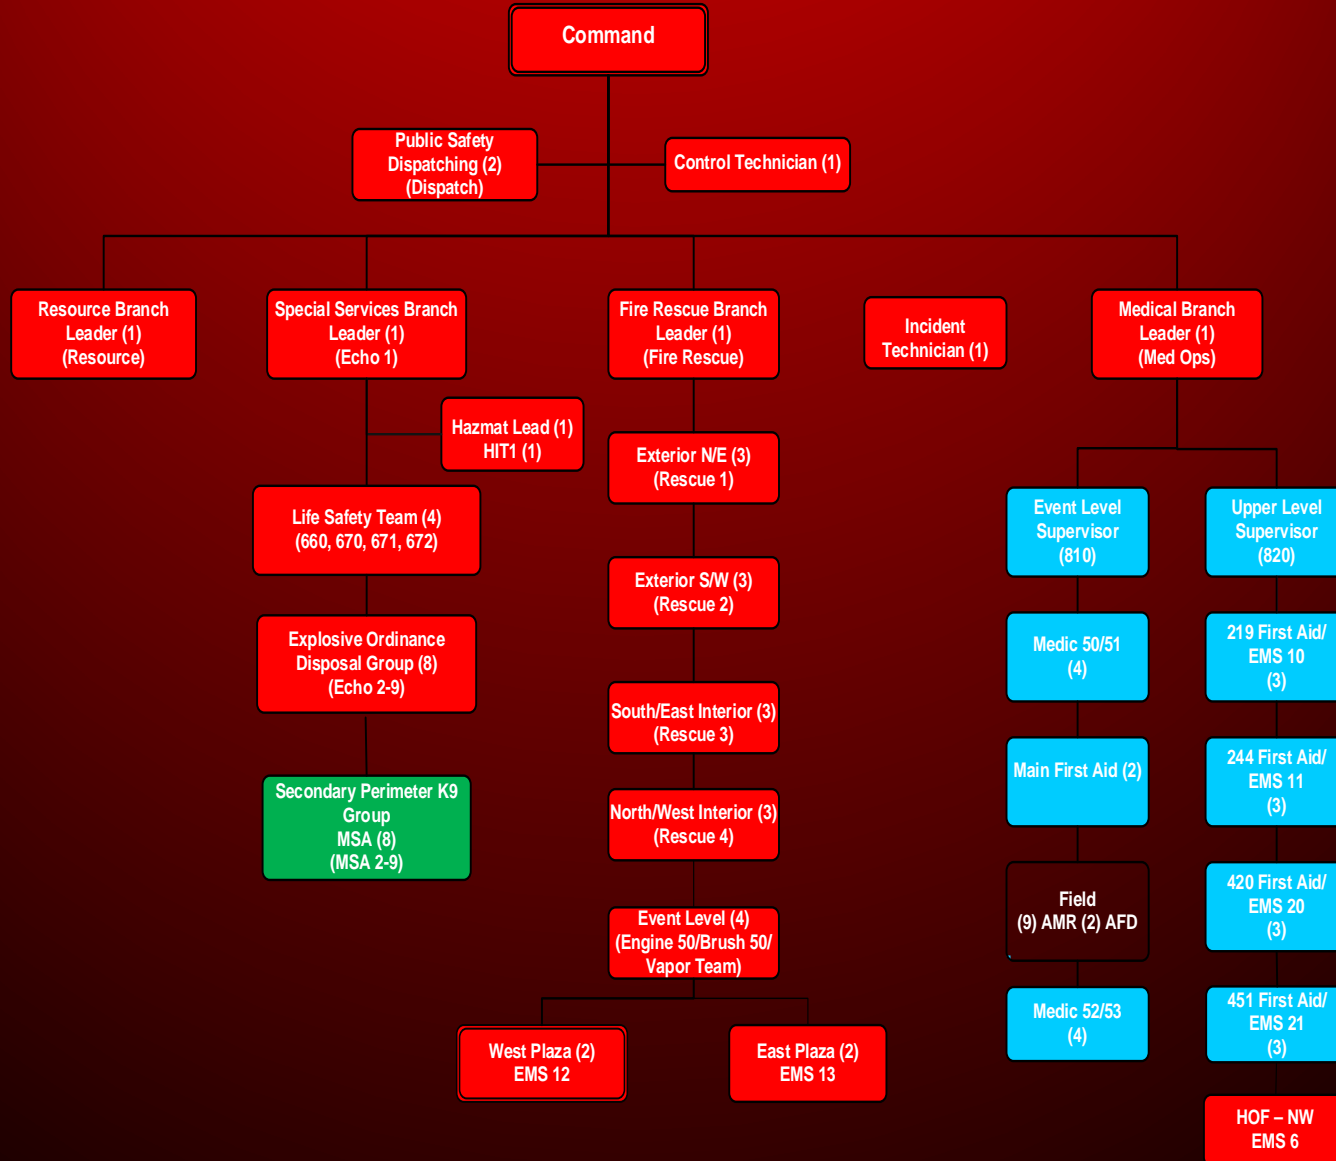 Command
Public Safety
Dispatching (2)
(Dispatch)
Control Technician (1)
Resource Branch
Leader (1)
(Resource)
Special Services Branch
Leader (1)
(Echo 1)
Fire Rescue Branch
Leader (1)
(Fire Rescue)
Incident
Technician (1)
Medical Branch
Leader (1)
(Med Ops)
Hazmat Lead (1)
HIT1 (1)
Life Safety Team (4)
(660, 670, 671, 672)
Explosive Ordinance
Disposal Group (8)
(Echo 2-9)
Secondary Perimeter K9
Group
MSA (8)
(MSA 2-9)
Exterior N/E (3)
(Rescue 1)
Exterior S/W (3)
(Rescue 2)
South/East Interior (3)
(Rescue 3)
North/West Interior (3)
(Rescue 4)
Event Level (4)
(Engine 50/Brush 50/
Vapor Team)
West Plaza (2)
EMS 12
East Plaza (2)
EMS 13
Event Level
Supervisor
(810)
Medic 50/51
(4)
Main First Aid (2)
Field
(9) AMR (2) AFD
Medic 52/53
(4)
Upper Level
Supervisor
(820)
219 First Aid/
EMS 10
(3)
244 First Aid/
EMS 11
(3)
420 First Aid/
EMS 20
(3)
451 First Aid/
EMS 21
(3)
HOF – NW
EMS 6